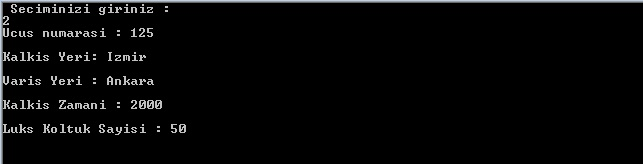 Seciminizi giriniz :
2
Ucus numarasi : 125
Kalkis Yeri: Izmir
Varis Yeri : Ankara
Kalkis Zamani : 2000
Luks Koltuk Sayisi : 50